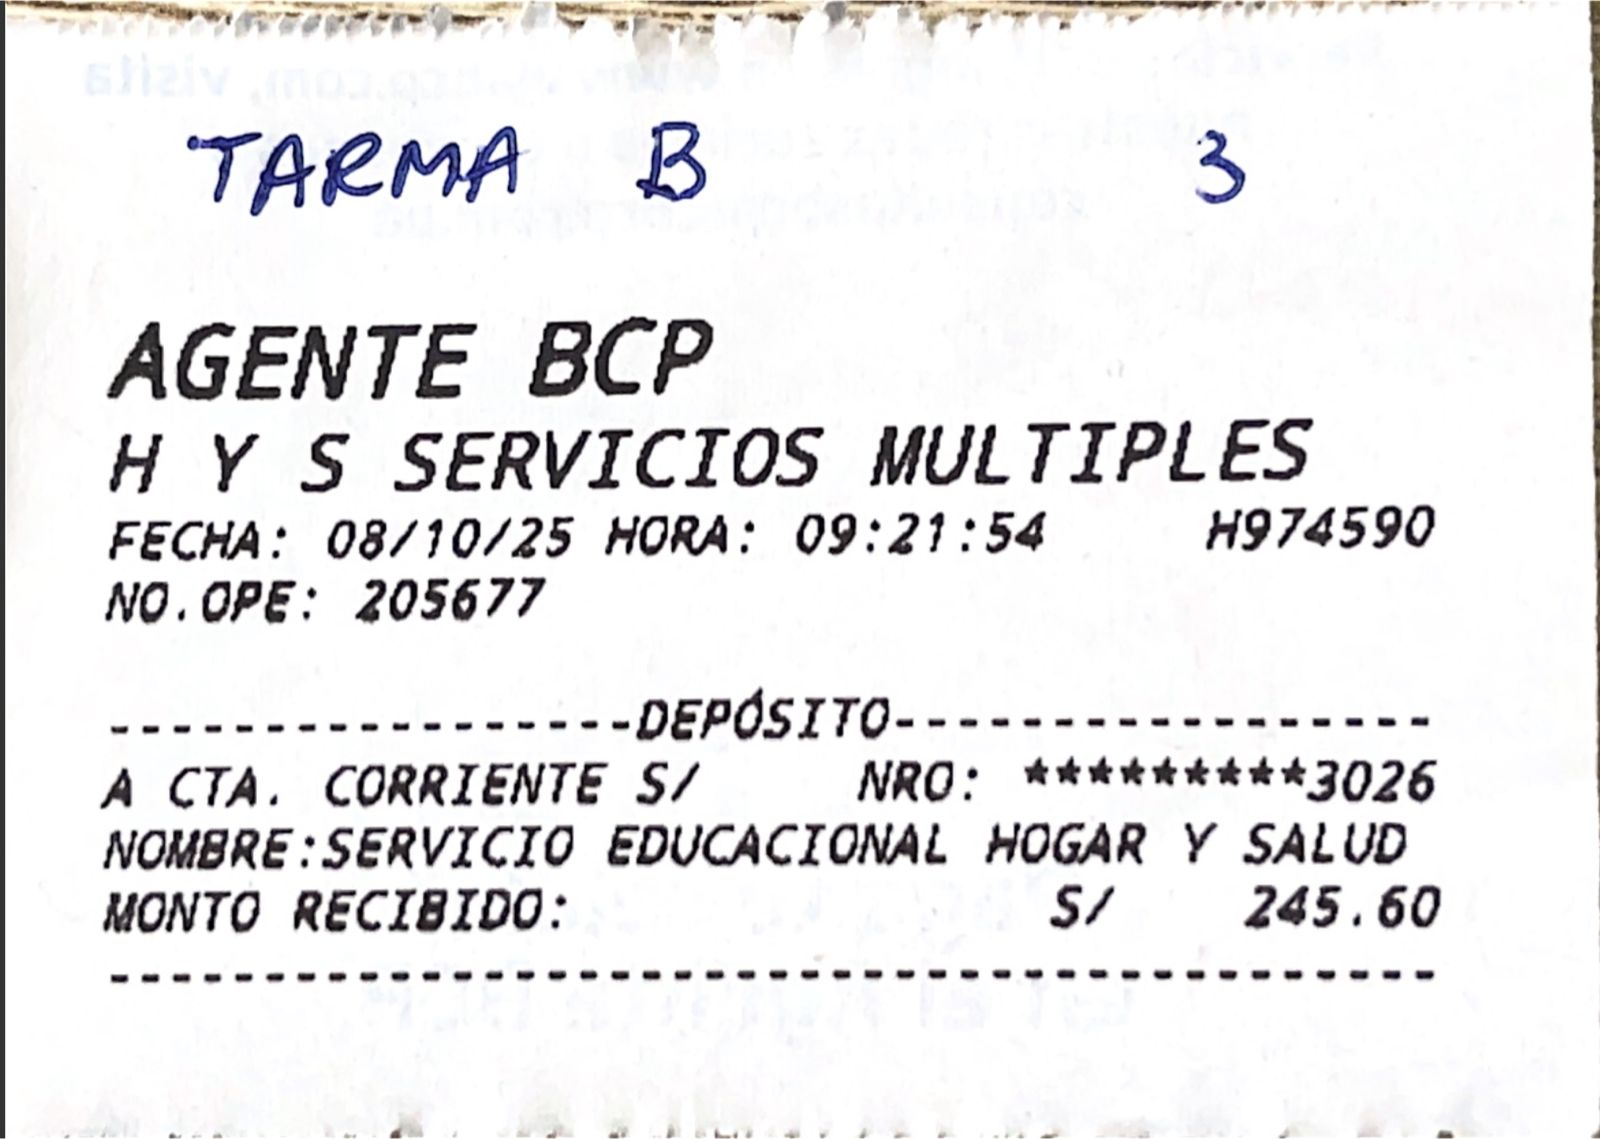 TARMA B 3
AGENTE BCP
H Y S SERVICIOS MULTIPLES
FECHA: 08/10/25 HORA: 09:21:54 H974590
NO.OPE: 205677
-----------------DEPÓSITO-----------------
A CTA. CORRIENTE S/ NRO: *********3026
NOMBRE:SERVICIO EDUCACIONAL HOGAR Y SALUD
MONTO RECIBIDO: S/ 245.60
------------------------------------------